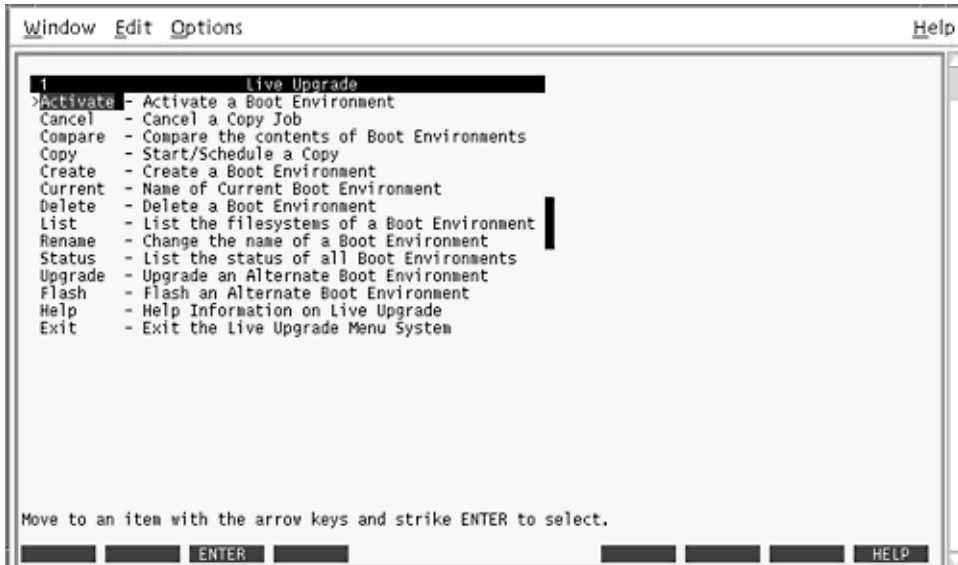 Window Edit Options Help
1 Live Upgrade
>Activate - Activate a Boot Environment
Cancel - Cancel a Copy Job
Compare - Compare the contents of Boot Environments
Copy - Start/Schedule a Copy
Create - Create a Boot Environment
Current - Name of Current Boot Environment
Delete - Delete a Boot Environment
List - List the filesystems of a Boot Environment
Rename - Change the name of a Boot Environment
Status - List the status of all Boot Environments
Upgrade - Upgrade an Alternate Boot Environment
Flash - Flash an Alternate Boot Environment
Help - Help Information on Live Upgrade
Exit - Exit the Live Upgrade Menu System
Move to an item with the arrow keys and strike ENTER to select.
ENTER HELP